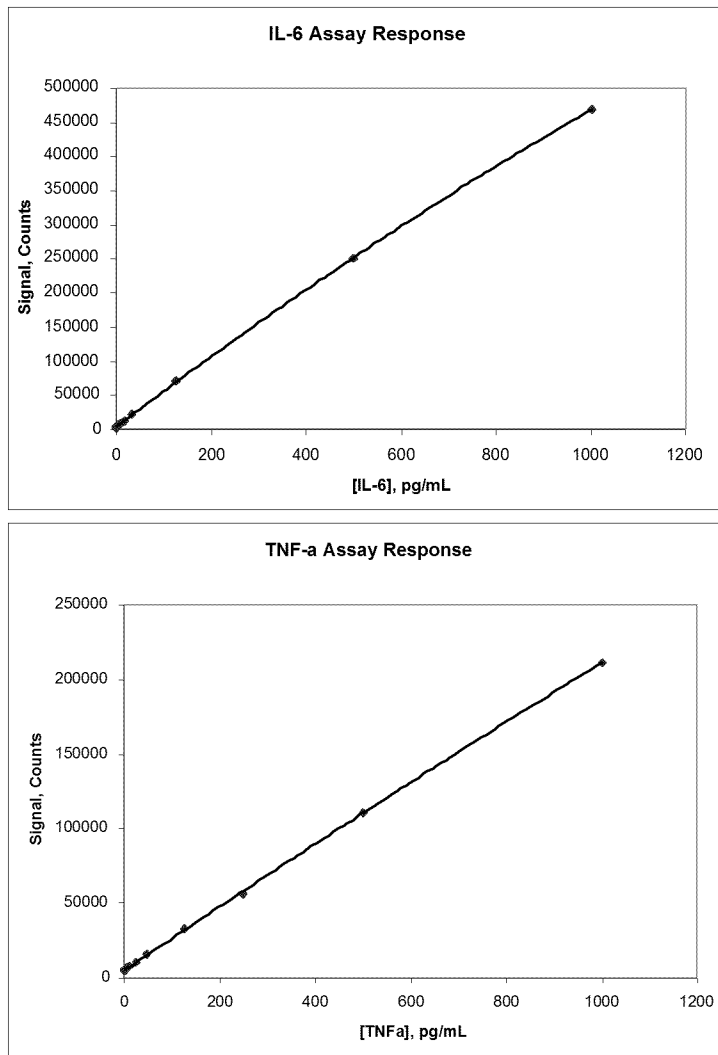 IL-6 Assay Response
500000
450000
400000
350000
300000
250000
200000
150000
100000
50000
0
Signal, Counts
0 200 400 600 800 1000 1200
[IL-6], pg/mL
TNF-a Assay Response
250000
200000
150000
100000
50000
0
Signal, Counts
0 200 400 600 800 1000 1200
[TNFa], pg/mL